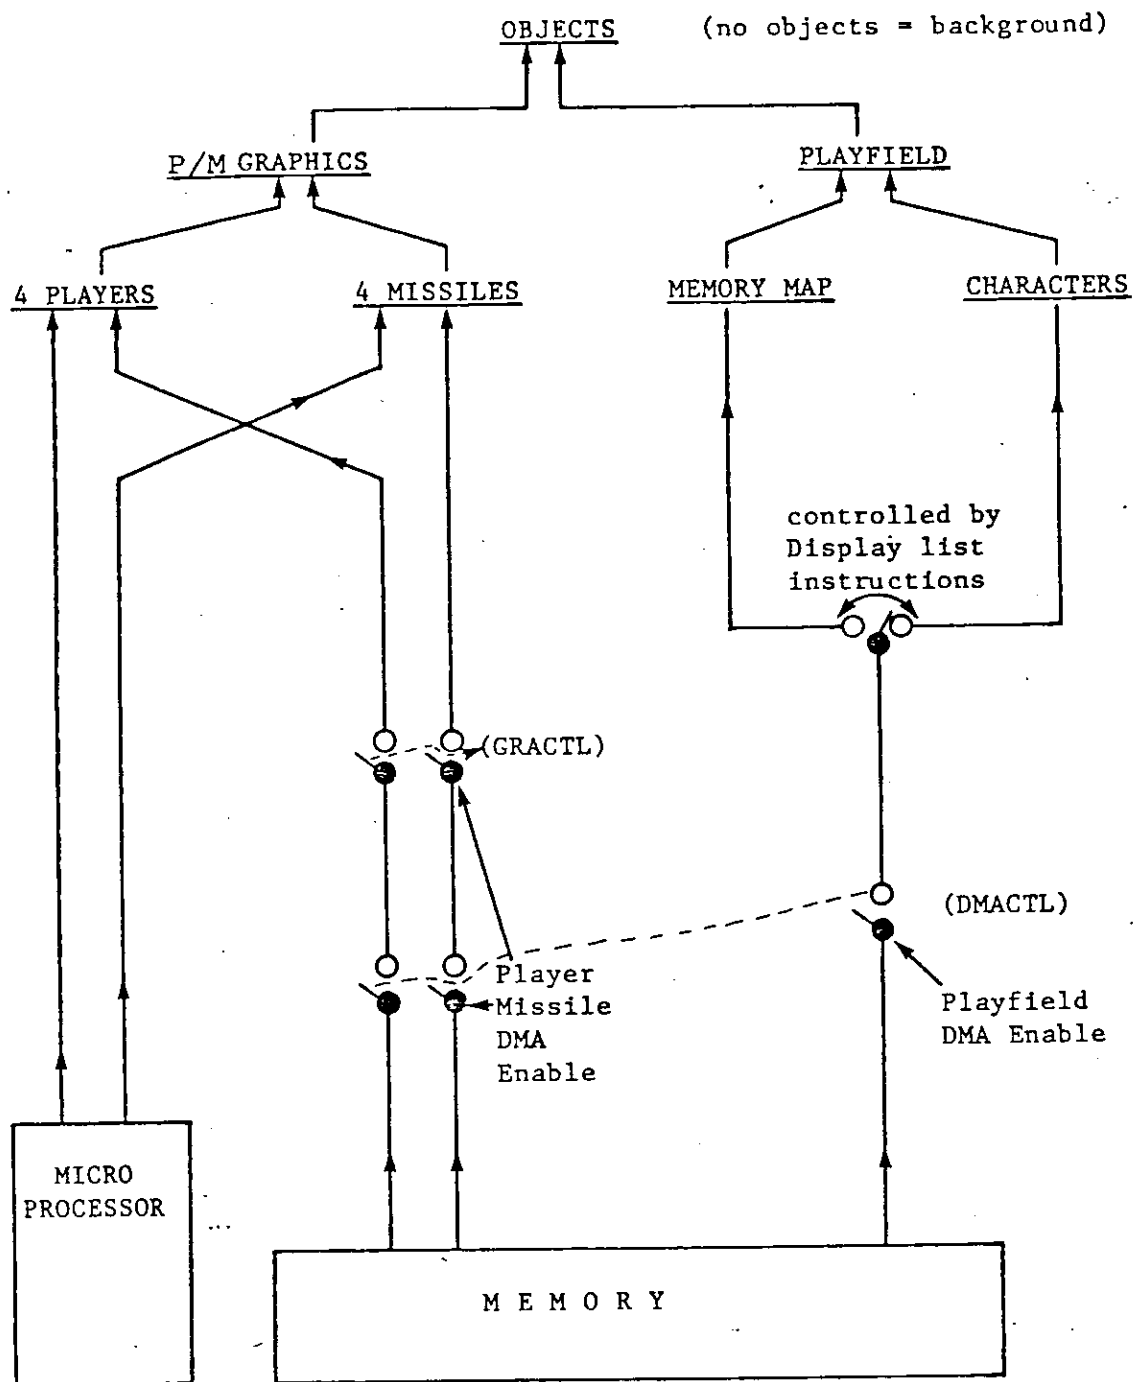 OBJECTS
(no objects = background)
P/M GRAPHICS
PLAYFIELD
4 PLAYERS
4 MISSILES
MEMORY MAP
CHARACTERS
controlled by
Display list
instructions
(GRACTL)
(DMACTL)
Player
Missile
DMA
Enable
Playfield
DMA Enable
MICRO
PROCESSOR
MEMORY